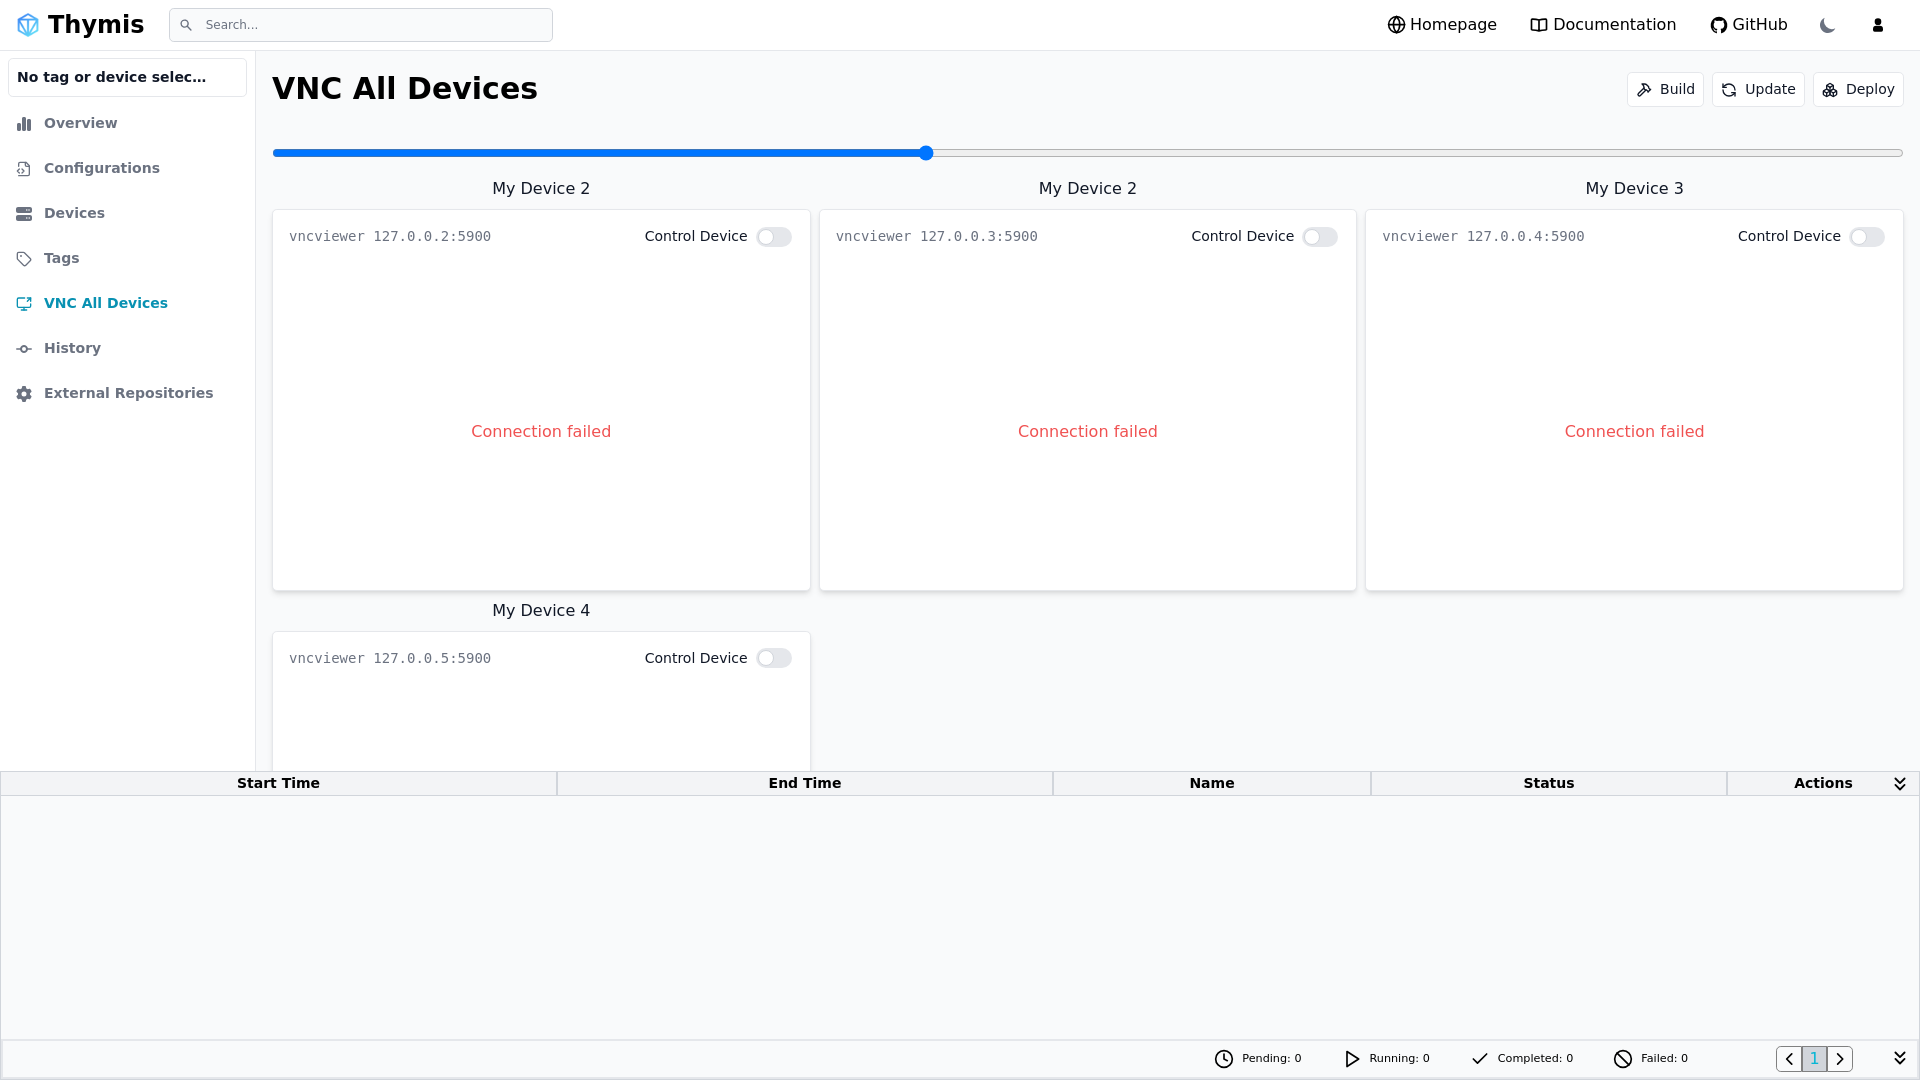 Thymis
Search...
Homepage
Documentation
GitHub
No tag or device selec...
Overview
Configurations
Devices
Tags
VNC All Devices
History
External Repositories
VNC All Devices
Build
Update
Deploy
My Device 2
vncviewer 127.0.0.2:5900
Control Device
Connection failed
My Device 2
vncviewer 127.0.0.3:5900
Control Device
Connection failed
My Device 3
vncviewer 127.0.0.4:5900
Control Device
Connection failed
My Device 4
vncviewer 127.0.0.5:5900
Control Device
Start Time
End Time
Name
Status
Actions
Pending: 0
Running: 0
Completed: 0
Failed: 0
1